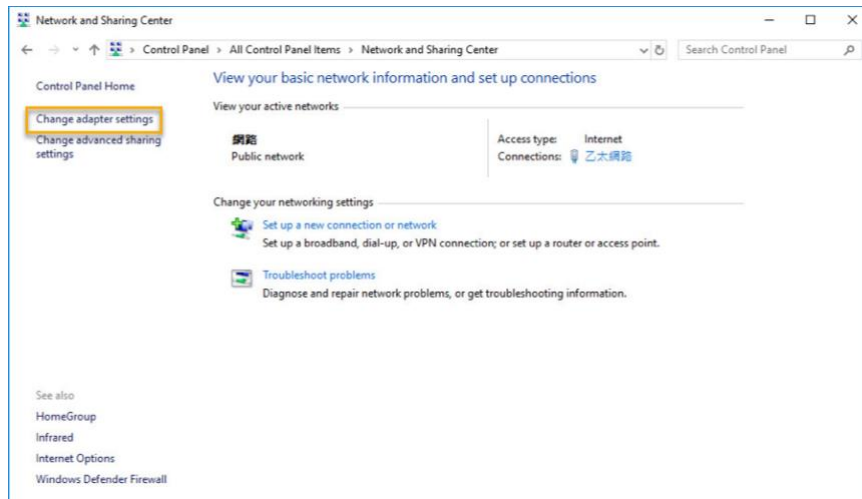 Network and Sharing Center
Control Panel > All Control Panel Items > Network and Sharing Center
Search Control Panel
Control Panel Home
Change adapter settings
Change advanced sharing
settings
View your basic network information and set up connections
View your active networks
網路
Public network
Access type: Internet
Connections: 乙太網路
Change your networking settings
Set up a new connection or network
Set up a broadband, dial-up, or VPN connection; or set up a router or access point.
Troubleshoot problems
Diagnose and repair network problems, or get troubleshooting information.
See also
HomeGroup
Infrared
Internet Options
Windows Defender Firewall